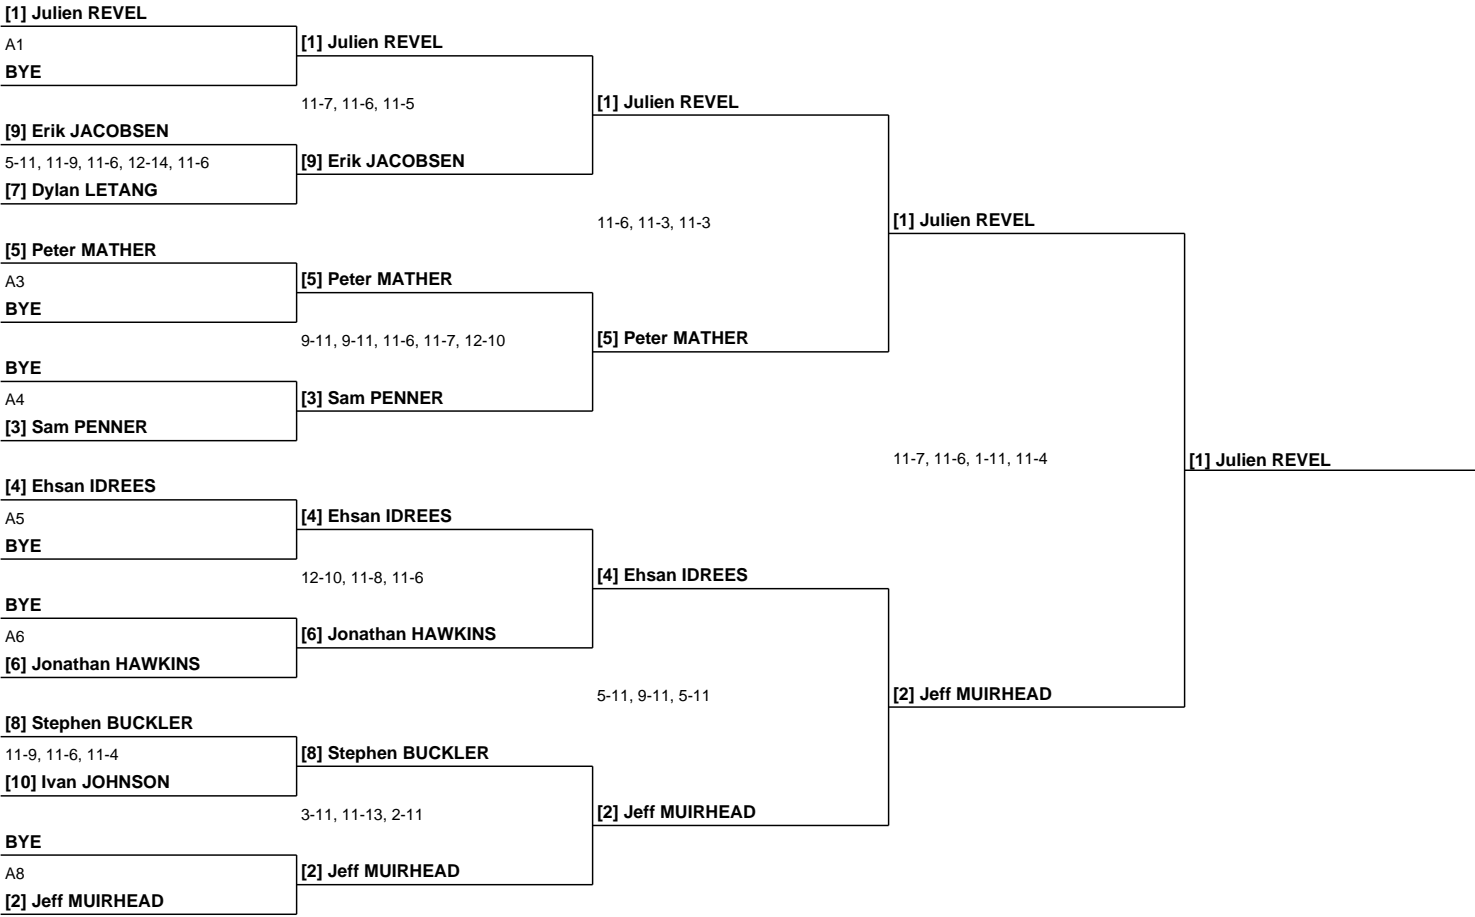 [1] Julien REVEL
A1
BYE
[1] Julien REVEL
11-7, 11-6, 11-5
[9] Erik JACOBSEN
5-11, 11-9, 11-6, 12-14, 11-6
[7] Dylan LETANG
[9] Erik JACOBSEN
[1] Julien REVEL
11-6, 11-3, 11-3
[5] Peter MATHER
A3
BYE
[5] Peter MATHER
9-11, 9-11, 11-6, 11-7, 12-10
BYE
A4
[3] Sam PENNER
[3] Sam PENNER
[5] Peter MATHER
[1] Julien REVEL
11-7, 11-6, 1-11, 11-4
[1] Julien REVEL
[4] Ehsan IDREES
A5
BYE
[4] Ehsan IDREES
12-10, 11-8, 11-6
BYE
A6
[6] Jonathan HAWKINS
[6] Jonathan HAWKINS
[4] Ehsan IDREES
5-11, 9-11, 5-11
[2] Jeff MUIRHEAD
[8] Stephen BUCKLER
11-9, 11-6, 11-4
[10] Ivan JOHNSON
[8] Stephen BUCKLER
3-11, 11-13, 2-11
[2] Jeff MUIRHEAD
BYE
A8
[2] Jeff MUIRHEAD
[2] Jeff MUIRHEAD